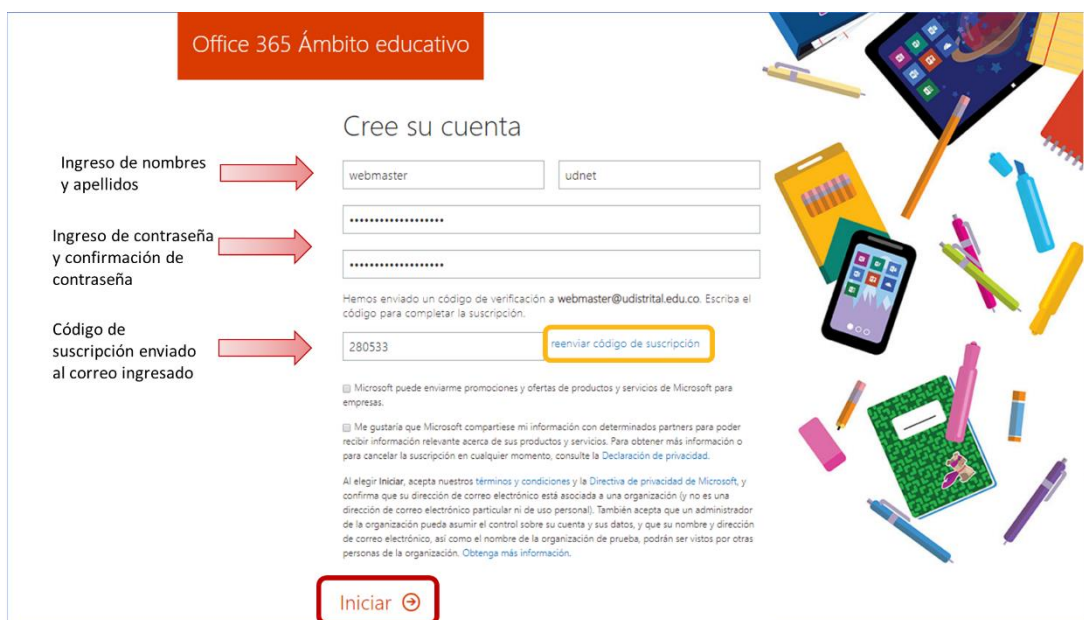 Office 365 Ámbito educativo
Cree su cuenta
Ingreso de nombres
y apellidos
webmaster
udnet
Ingreso de contraseña
y confirmación de
contraseña
••••••••••••••••••
••••••••••••••••••
Hemos enviado un código de verificación a webmaster@udistrital.edu.co. Escriba el
código para completar la suscripción.
Código de
suscripción enviado
al correo ingresado
280533
reenviar código de suscripción
Microsoft puede enviarme promociones y ofertas de productos y servicios de Microsoft para
empresas.
Me gustaría que Microsoft compartiese mi información con determinados partners para poder
recibir información relevante acerca de sus productos y servicios. Para obtener más información o
para cancelar la suscripción en cualquier momento, consulte la Declaración de privacidad.
Al elegir Iniciar, acepta nuestros términos y condiciones y la Directiva de privacidad de Microsoft, y
confirma que su dirección de correo electrónico está asociada a una organización (y no es una
dirección de correo electrónico particular ni de uso personal). También acepta que un administrador
de la organización pueda asumir el control sobre su cuenta y sus datos, y que su nombre y dirección
de correo electrónico, así como el nombre de la organización de prueba, podrán ser vistos por otras
personas de la organización. Obtenga más información.
Iniciar